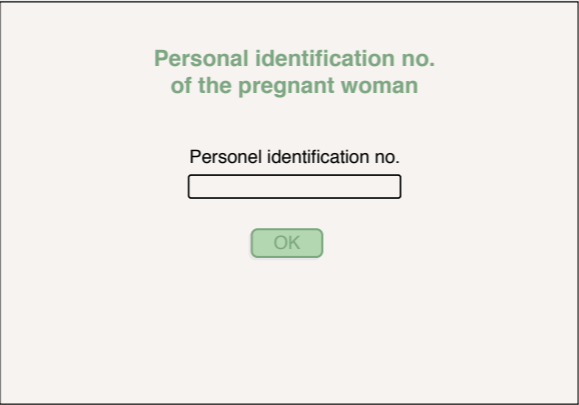 Personal identification no.
of the pregnant woman
Personel identification no.
OK